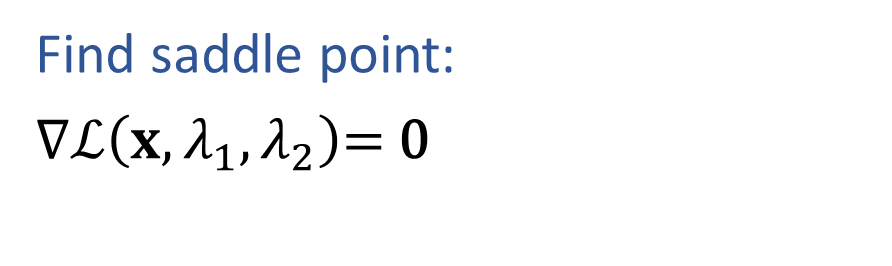 Find saddle point:
∇ℒ(𝐱, λ₁, λ₂)= 𝟎